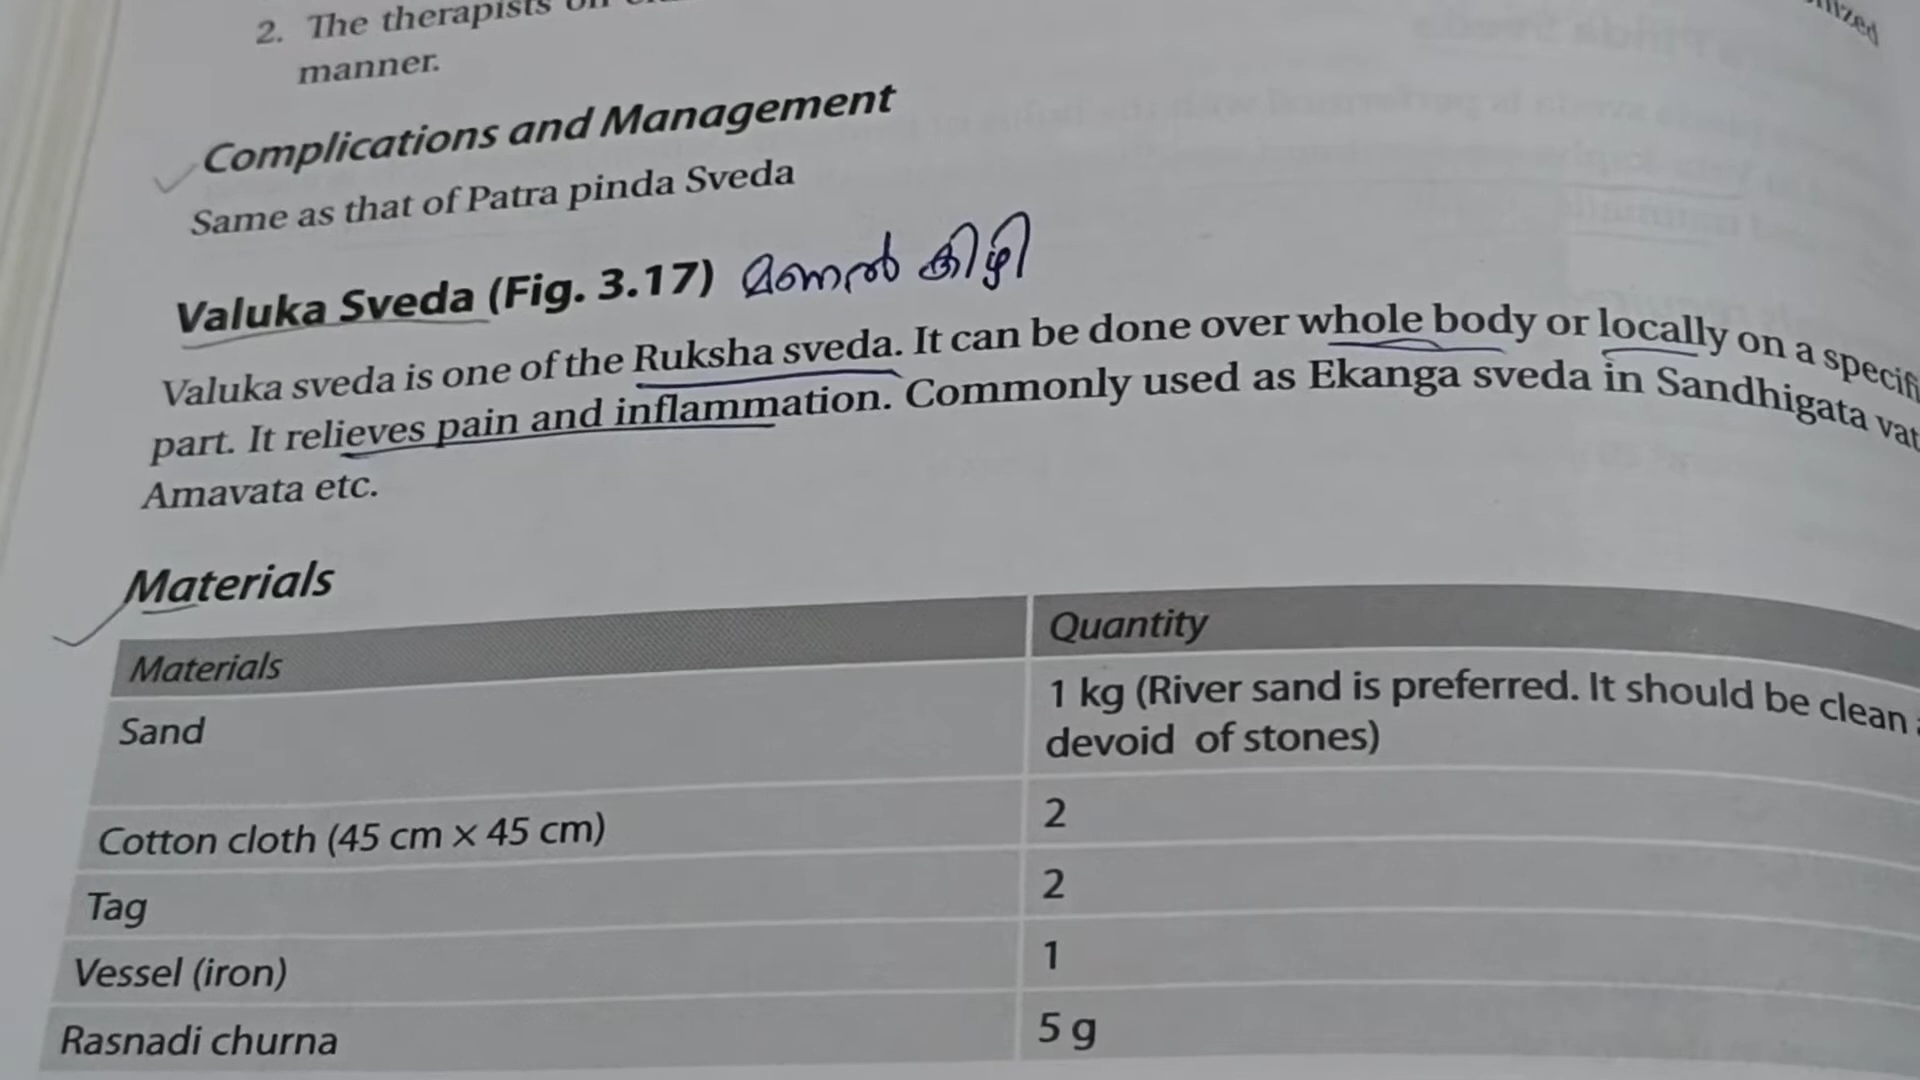 2. The therapists
manner.
Complications and Management
Same as that of Patra pinda Sveda
Valuka Sveda (Fig. 3.17) മണൽ കിഴി
Valuka sveda is one of the Ruksha sveda. It can be done over whole body or locally on a specifi
part. It relieves pain and inflammation. Commonly used as Ekanga sveda in Sandhigata vat
Amavata etc.
Materials
Materials Quantity
Sand 1 kg (River sand is preferred. It should be clean
devoid of stones)
Cotton cloth (45 cm × 45 cm) 2
Tag 2
Vessel (iron) 1
Rasnadi churna 5 g